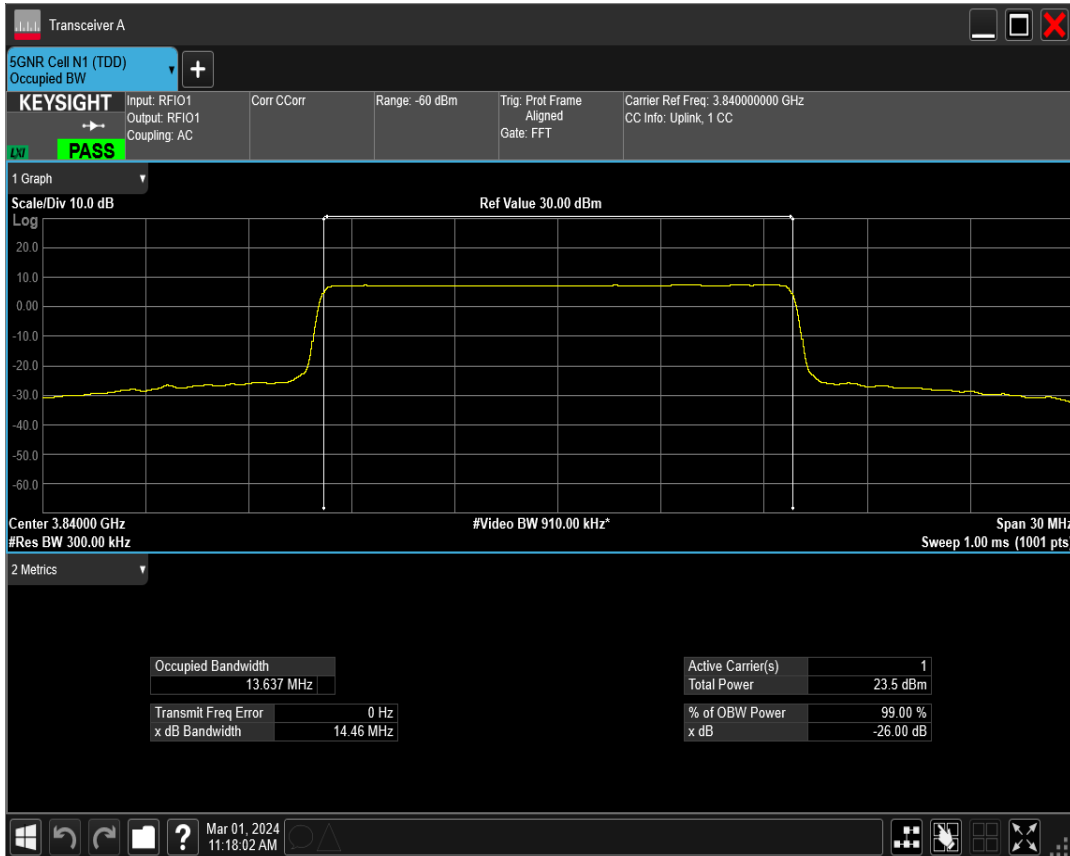 Transceiver A
5GNR Cell N1 (TDD)
Occupied BW
+
KEYSIGHT
LXI
PASS
Input: RFIO1
Output: RFIO1
Coupling: AC
Corr CCorr
Range: -60 dBm
Trig: Prot Frame
Aligned
Gate: FFT
Carrier Ref Freq: 3.840000000 GHz
CC Info: Uplink, 1 CC
1 Graph
Scale/Div 10.0 dB
Ref Value 30.00 dBm
Log
20.0
10.0
0.00
-10.0
-20.0
-30.0
-40.0
-50.0
-60.0
Center 3.84000 GHz
#Video BW 910.00 kHz*
Span 30 MHz
#Res BW 300.00 kHz
Sweep 1.00 ms (1001 pts)
2 Metrics
Occupied Bandwidth
13.637 MHz
Transmit Freq Error 0 Hz
x dB Bandwidth 14.46 MHz
Active Carrier(s) 1
Total Power 23.5 dBm
% of OBW Power 99.00 %
x dB -26.00 dB
?
Mar 01, 2024
11:18:02 AM